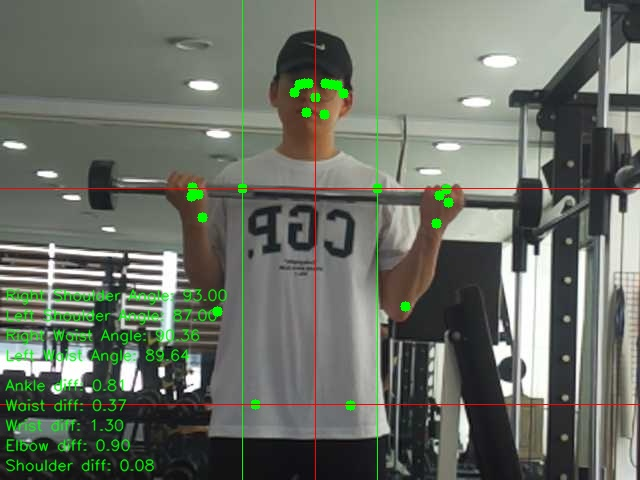 CGP.
Right Shoulder Angle: 93.00
Left Shoulder Angle: 87.00
Right Waist Angle: 90.36
Left Waist Angle: 89.64
Ankle diff: 0.81
Waist diff: 0.37
Wrist diff: 1.30
Elbow diff: 0.90
Shoulder diff: 0.08